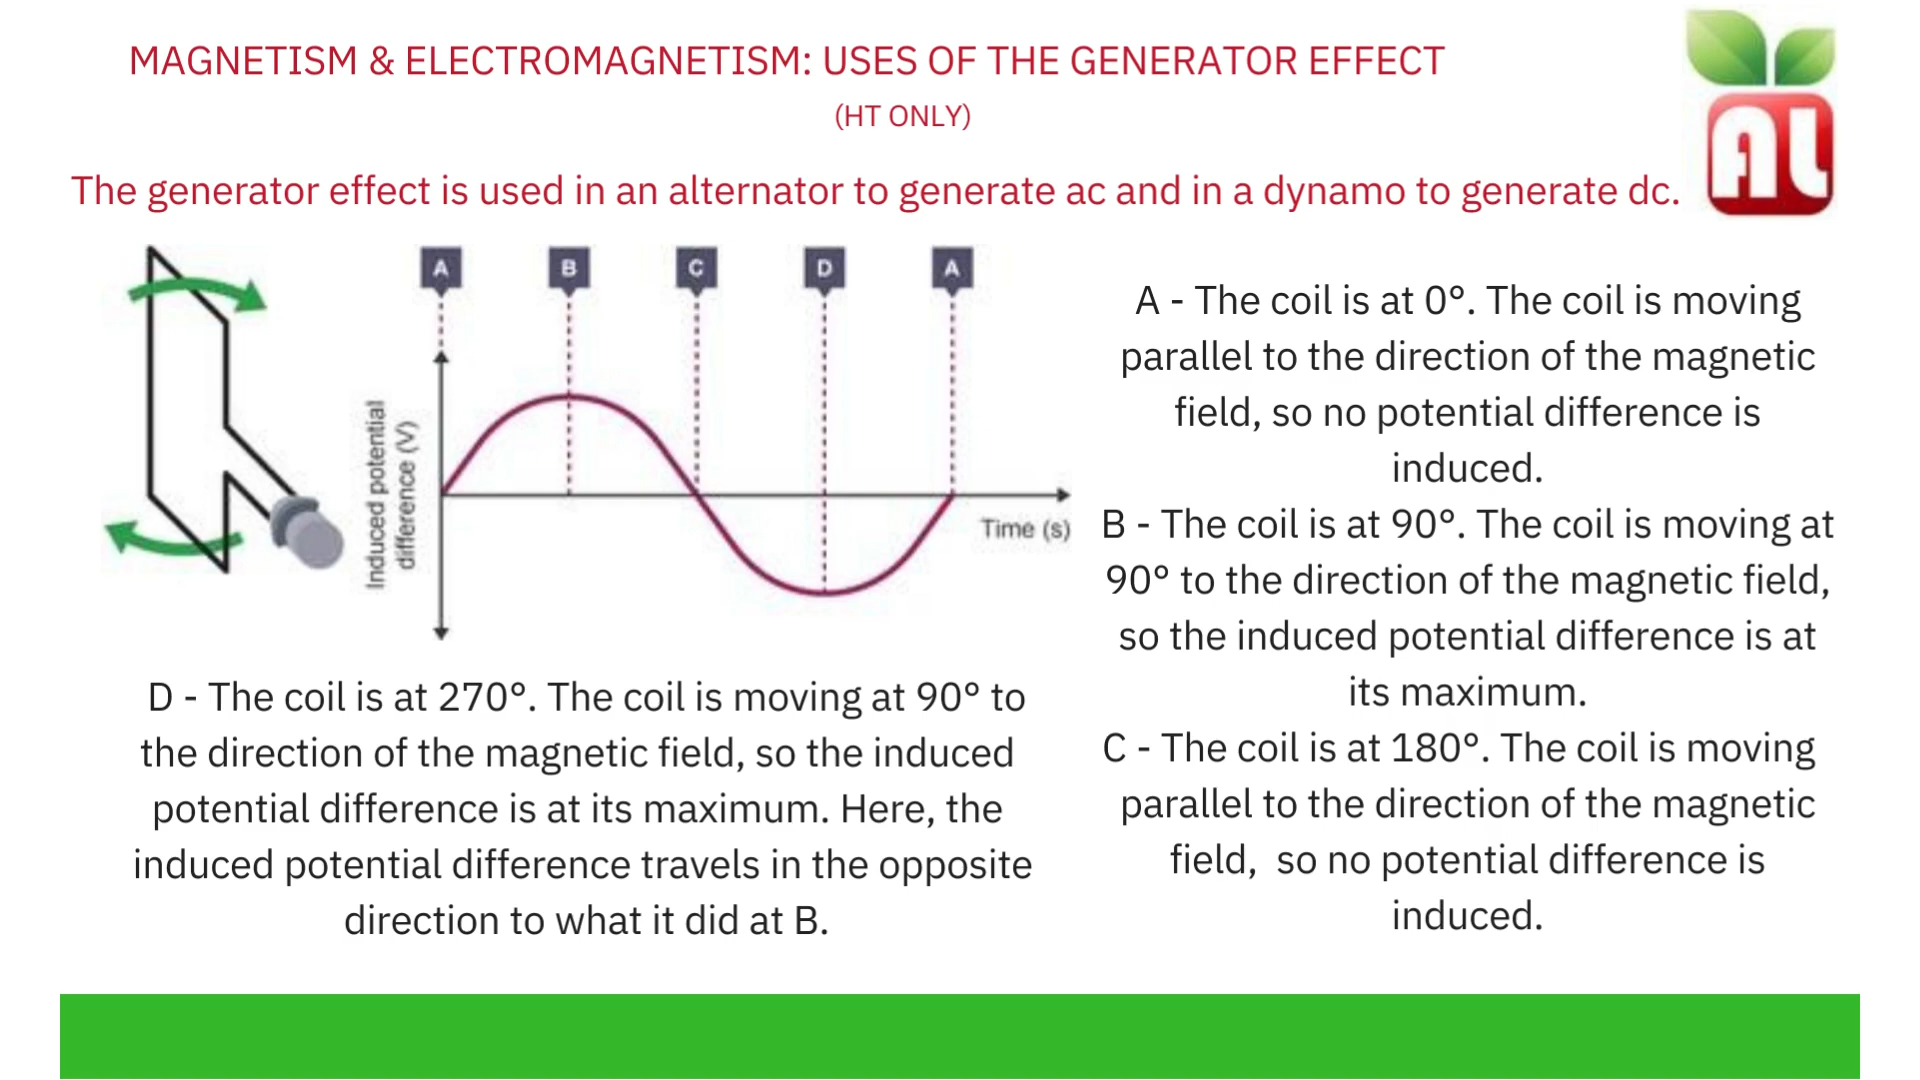 MAGNETISM & ELECTROMAGNETISM: USES OF THE GENERATOR EFFECT
(HT ONLY)
AL
The generator effect is used in an alternator to generate ac and in a dynamo to generate dc.
A
B
C
D
A
Induced potential
difference (V)
Time (s)
A - The coil is at 0°. The coil is moving
parallel to the direction of the magnetic
field, so no potential difference is
induced.
B - The coil is at 90°. The coil is moving at
90° to the direction of the magnetic field,
so the induced potential difference is at
its maximum.
C - The coil is at 180°. The coil is moving
parallel to the direction of the magnetic
field,  so no potential difference is
induced.
D - The coil is at 270°. The coil is moving at 90° to
the direction of the magnetic field, so the induced
potential difference is at its maximum. Here, the
induced potential difference travels in the opposite
direction to what it did at B.